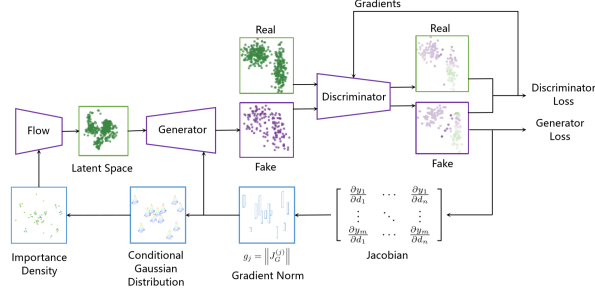 Gradients
Real
Real
Discriminator
Discriminator
Loss
Generator
Loss
Flow
Generator
Latent Space
Fake
Fake
∂y₁/∂d₁ ⋯ ∂y₁/∂dₙ
⋮ ⋱ ⋮
∂yₘ/∂d₁ ⋯ ∂yₘ/∂dₙ
Importance
Density
Conditional
Gaussian
Distribution
g_j = ‖J_G^(j)‖
Gradient Norm
Jacobian